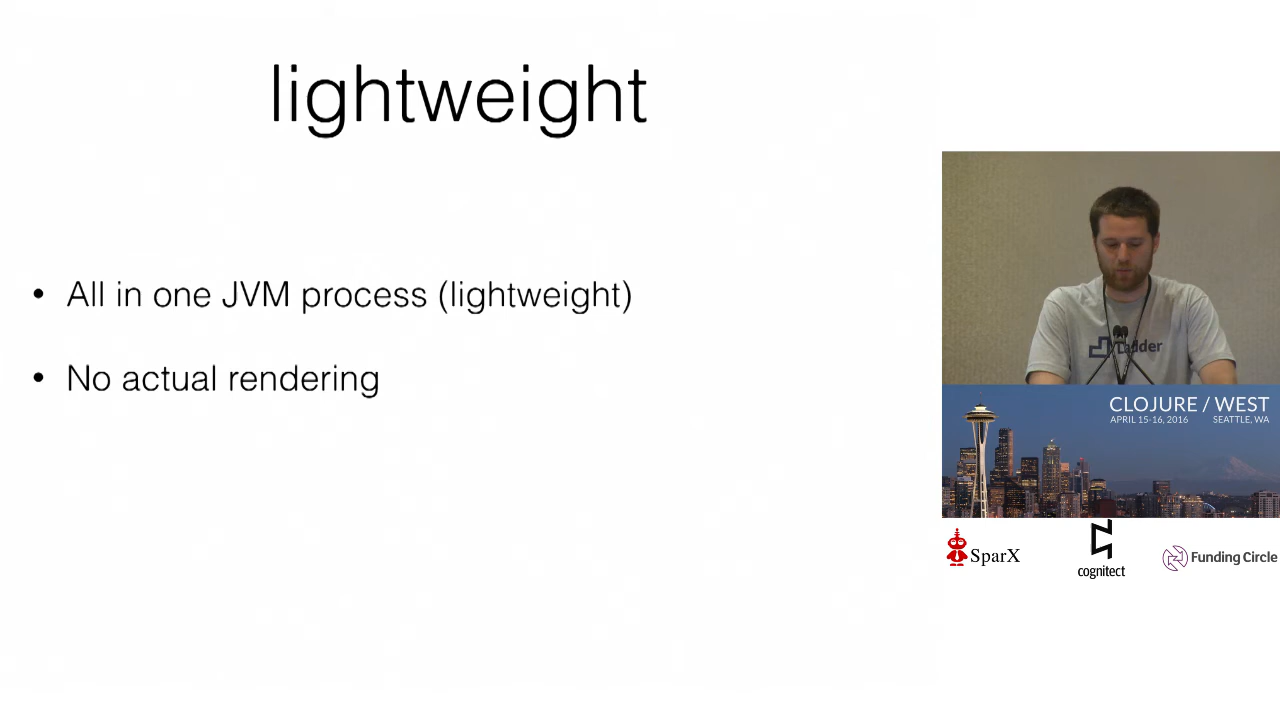 lightweight
• All in one JVM process (lightweight)
• No actual rendering
Ladder
CLOJURE / WEST
APRIL 15-16, 2016 SEATTLE, WA
SparX
cognitect
Funding Circle